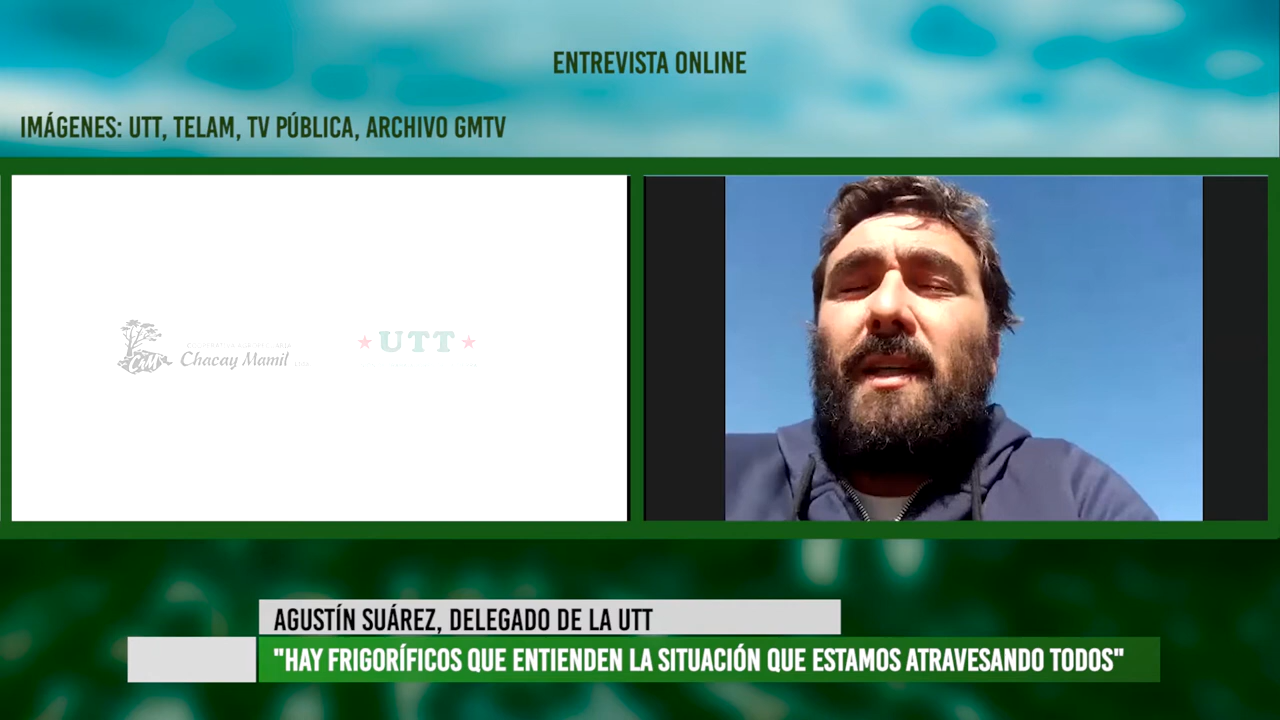 ENTREVISTA ONLINE
IMÁGENES: UTT, TELAM, TV PÚBLICA, ARCHIVO GMTV
CM
Chacay Mamil
UTT
AGUSTÍN SUÁREZ, DELEGADO DE LA UTT
"HAY FRIGORÍFICOS QUE ENTIENDEN LA SITUACIÓN QUE ESTAMOS ATRAVESANDO TODOS"